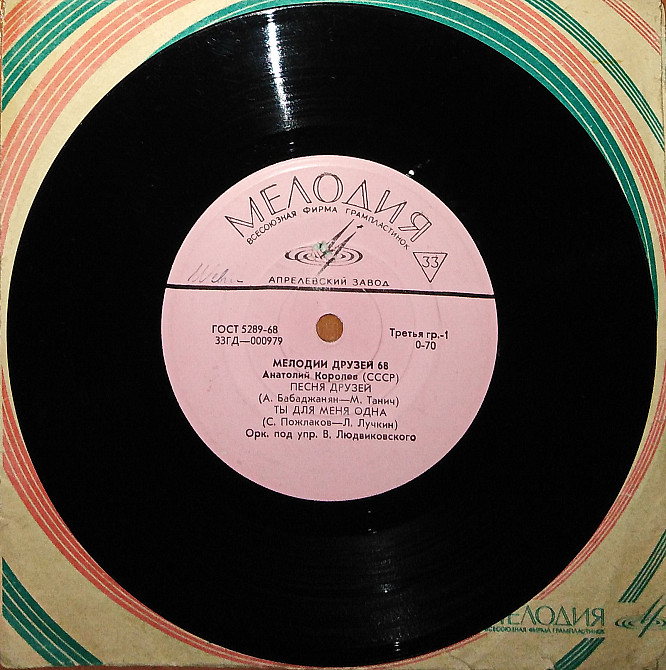 МЕЛОДИЯ
ВСЕСОЮЗНАЯ ФИРМА ГРАМПЛАСТИНОК
33
АПРЕЛЕВСКИЙ ЗАВОД
ГОСТ 5289-68
Третья гр.-1
33ГД—000979
0-70
МЕЛОДИИ ДРУЗЕЙ 68
Анатолий Королев (СССР)
ПЕСНЯ ДРУЗЕЙ
(А. Бабаджанян—М. Танич)
ТЫ ДЛЯ МЕНЯ ОДНА
(С. Пожлаков—Л. Лучкин)
Орк. под упр. В. Людвиковского
МЕЛОДИЯ
ВСЕСОЮЗНАЯ ФИРМА ГРАМПЛАСТИНОК